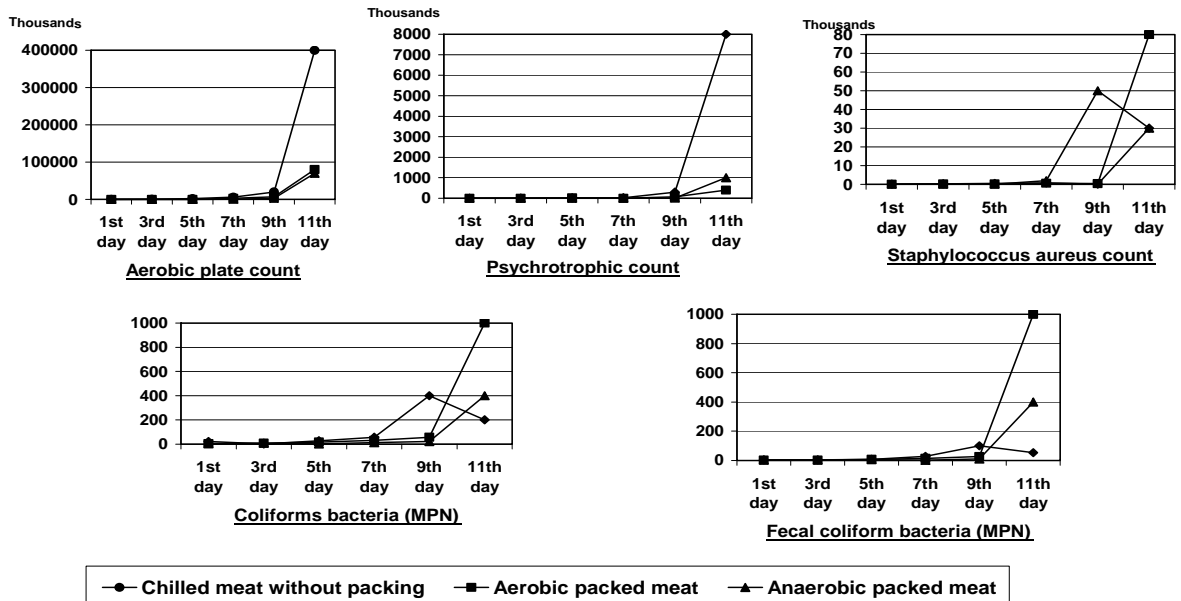 Thousands
400000
300000
200000
100000
0
1st 3rd 5th 7th 9th 11th
day day day day day day
Aerobic plate count
Thousands
8000
7000
6000
5000
4000
3000
2000
1000
0
1st 3rd 5th 7th 9th 11th
day day day day day day
Psychrotrophic count
Thousands
80
70
60
50
40
30
20
10
0
1st 3rd 5th 7th 9th 11th
day day day day day day
Staphylococcus aureus count
1000
800
600
400
200
0
1st 3rd 5th 7th 9th 11th
day day day day day day
Coliforms bacteria (MPN)
1000
800
600
400
200
0
1st 3rd 5th 7th 9th 11th
day day day day day day
Fecal coliform bacteria (MPN)
Chilled meat without packing Aerobic packed meat Anaerobic packed meat